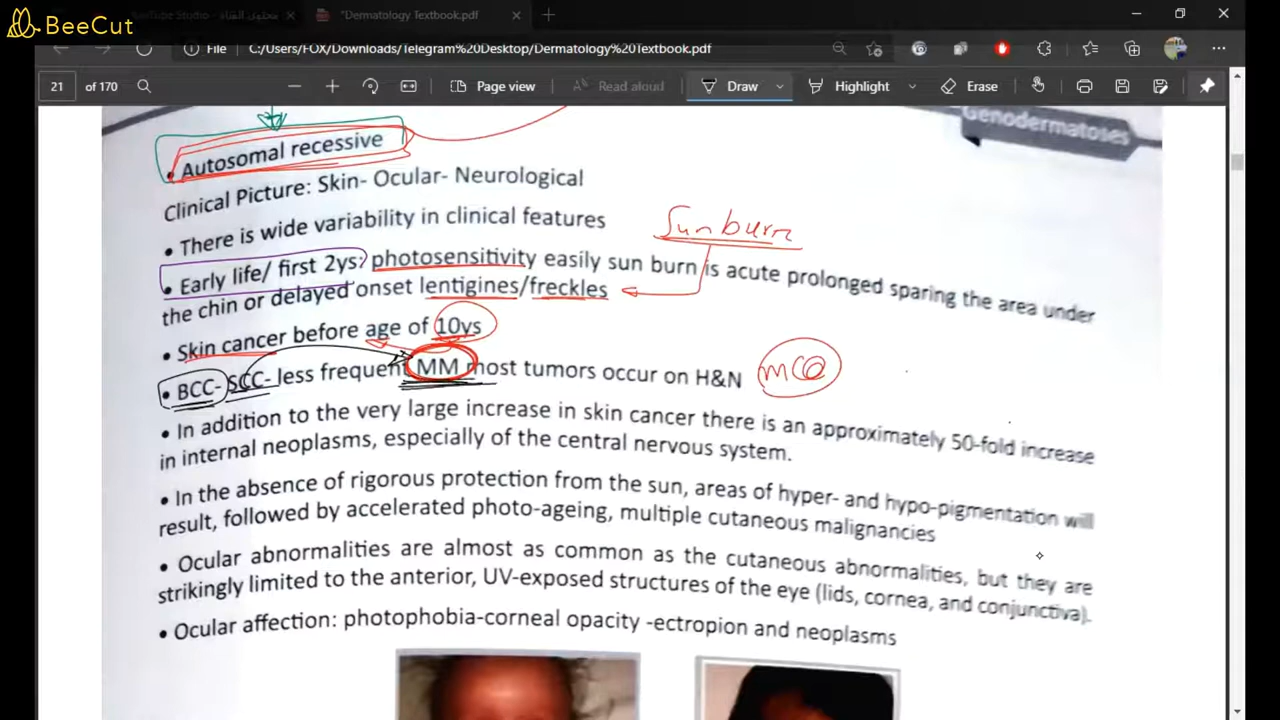 BeeCut
YouTube Studio - محتوى القناة
"Dermatology Textbook.pdf
File C:/Users/FOX/Downloads/Telegram%20Desktop/Dermatology%20Textbook.pdf
21 of 170 Page view Read aloud Draw Highlight Erase
Genodermatoses
• Autosomal recessive
Clinical Picture: Skin- Ocular- Neurological
• There is wide variability in clinical features
Sun burn
• Early life/ first 2ys: photosensitivity easily sun burn is acute prolonged sparing the area under
the chin or delayed onset lentigines/freckles
• Skin cancer before age of 10ys
• BCC- SCC- less frequent MM most tumors occur on H&N
MCQ
• In addition to the very large increase in skin cancer there is an approximately 50-fold increase
in internal neoplasms, especially of the central nervous system.
• In the absence of rigorous protection from the sun, areas of hyper- and hypo-pigmentation will
result, followed by accelerated photo-ageing, multiple cutaneous malignancies
• Ocular abnormalities are almost as common as the cutaneous abnormalities, but they are
strikingly limited to the anterior, UV-exposed structures of the eye (lids, cornea, and conjunctiva).
• Ocular affection: photophobia-corneal opacity -ectropion and neoplasms